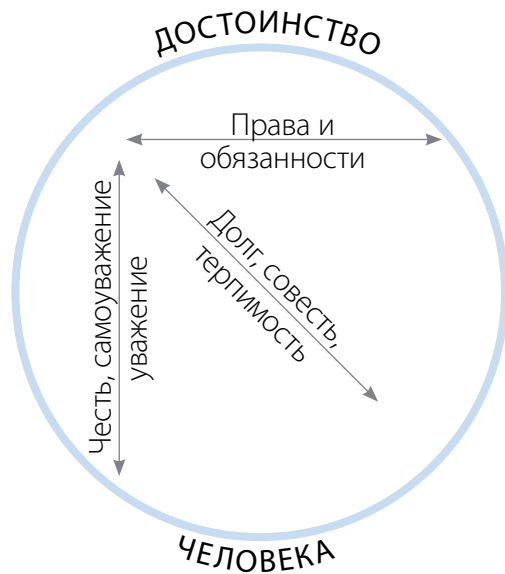 ДОСТОИНСТВО
Права и
обязанности
Долг, совесть,
терпимость
Честь, самоуважение
уважение
ЧЕЛОВЕКА